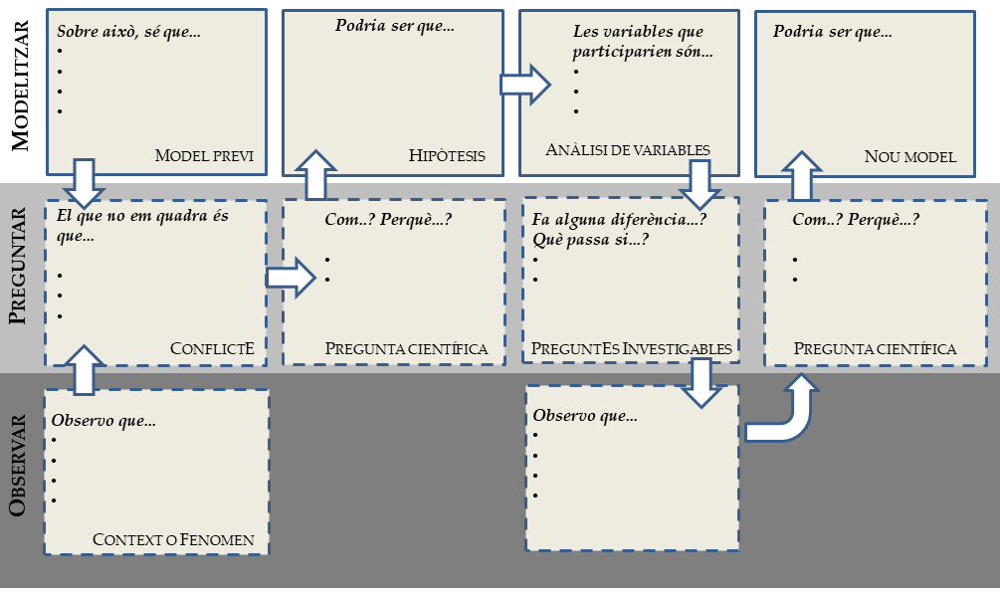 MODELITZAR
Sobre això, sé que...
•
•
•
•
MODEL PREVI
Podria ser que...
HIPÒTESIS
Les variables que
participarien són...
•
•
•
ANÀLISI DE VARIABLES
Podria ser que...
NOU MODEL
PREGUNTAR
El que no em quadra és
que...
•
•
•
CONFLICTE
Com..? Perquè...?
•
•
PREGUNTA CIENTÍFICA
Fa alguna diferència...?
Què passa si...?
•
•
PREGUNTES INVESTIGABLES
Com..? Perquè...?
•
•
PREGUNTA CIENTÍFICA
OBSERVAR
Observo que...
•
•
•
•
CONTEXT O FENOMEN
Observo que...
•
•
•
•